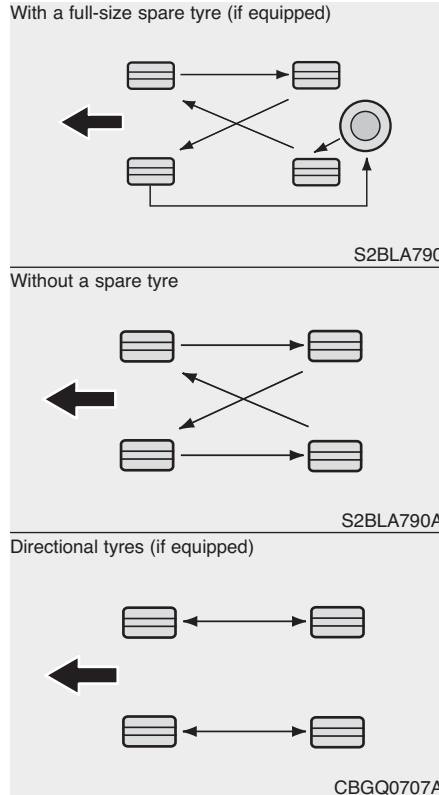 With a full-size spare tyre (if equipped)
S2BLA790
Without a spare tyre
S2BLA790A
Directional tyres (if equipped)
CBGQ0707A